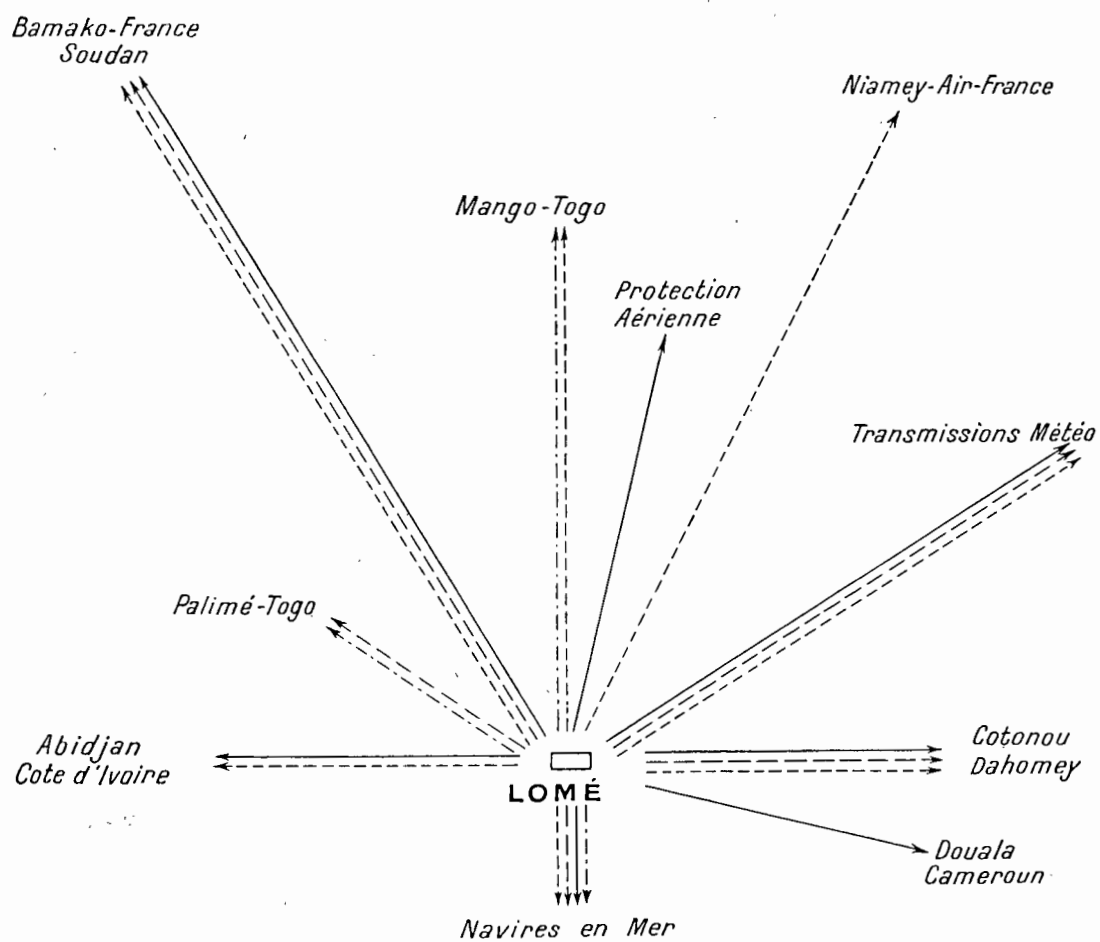 Bamako-France
Soudan
Niamey-Air-France
Mango-Togo
Protection
Aérienne
Transmissions Météo
Palimé-Togo
Abidjan
Cote d'Ivoire
LOMÉ
Cotonou
Dahomey
Douala
Cameroun
Navires en Mer